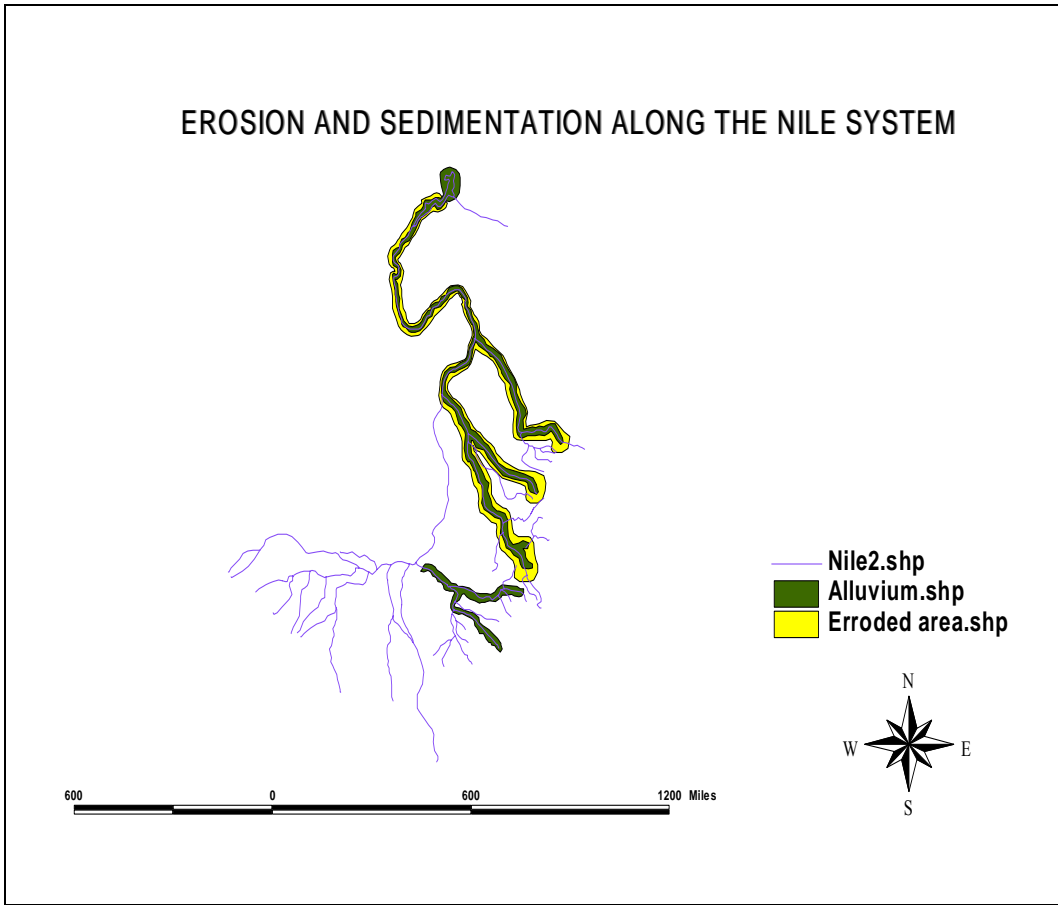 EROSION AND SEDIMENTATION ALONG THE NILE SYSTEM
Nile2.shp
Alluvium.shp
Erroded area.shp
N
W E
S
600 0 600 1200 Miles